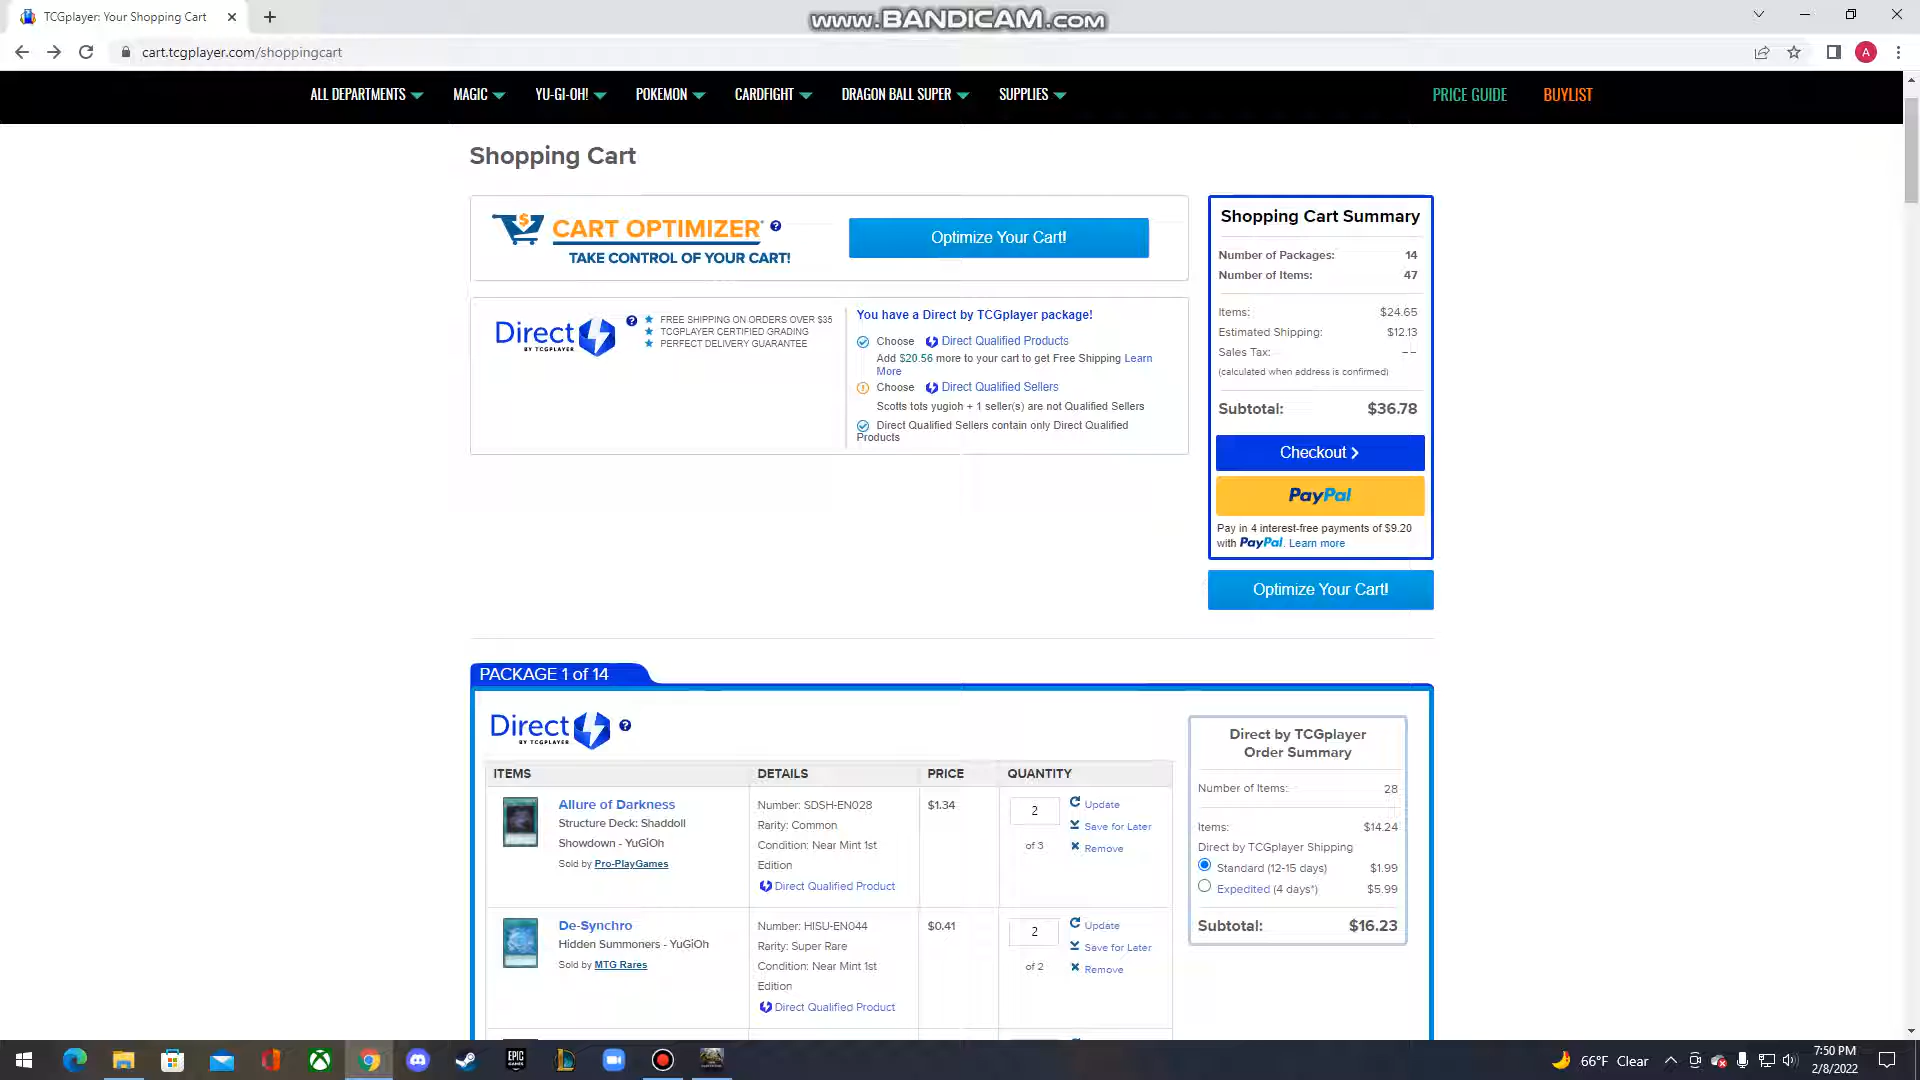 TCGplayer: Your Shopping Cart
www.BANDICAM.com
cart.tcgplayer.com/shoppingcart
A
ALL DEPARTMENTS MAGIC YU-GI-OH! POKEMON CARDFIGHT DRAGON BALL SUPER SUPPLIES PRICE GUIDE BUYLIST
Shopping Cart
CART OPTIMIZER
TAKE CONTROL OF YOUR CART!
Optimize Your Cart!
Direct
BY TCGPLAYER
FREE SHIPPING ON ORDERS OVER $35
TCGPLAYER CERTIFIED GRADING
PERFECT DELIVERY GUARANTEE
You have a Direct by TCGplayer package!
Choose Direct Qualified Products
Add $20.56 more to your cart to get Free Shipping Learn
More
Choose Direct Qualified Sellers
Scotts tots yugioh + 1 seller(s) are not Qualified Sellers
Direct Qualified Sellers contain only Direct Qualified
Products
Shopping Cart Summary
Number of Packages: 14
Number of Items: 47
Items: $24.65
Estimated Shipping: $12.13
Sales Tax: --
(calculated when address is confirmed)
Subtotal: $36.78
Checkout
PayPal
Pay in 4 interest-free payments of $9.20
with PayPal. Learn more
Optimize Your Cart!
PACKAGE 1 of 14
Direct
BY TCGPLAYER
ITEMS DETAILS PRICE QUANTITY
Allure of Darkness
Structure Deck: Shaddoll
Showdown - YuGiOh
Sold by Pro-PlayGames
Number: SDSH-EN028
Rarity: Common
Condition: Near Mint 1st
Edition
Direct Qualified Product
$1.34
2
of 3
Update
Save for Later
Remove
De-Synchro
Hidden Summoners - YuGiOh
Sold by MTG Rares
Number: HISU-EN044
Rarity: Super Rare
Condition: Near Mint 1st
Edition
Direct Qualified Product
$0.41
2
of 2
Update
Save for Later
Remove
Direct by TCGplayer
Order Summary
Number of Items: 28
Items: $14.24
Direct by TCGplayer Shipping
Standard (12-15 days) $1.99
Expedited (4 days*) $5.99
Subtotal: $16.23
EPIC
GAMES
66°F Clear
7:50 PM
2/8/2022